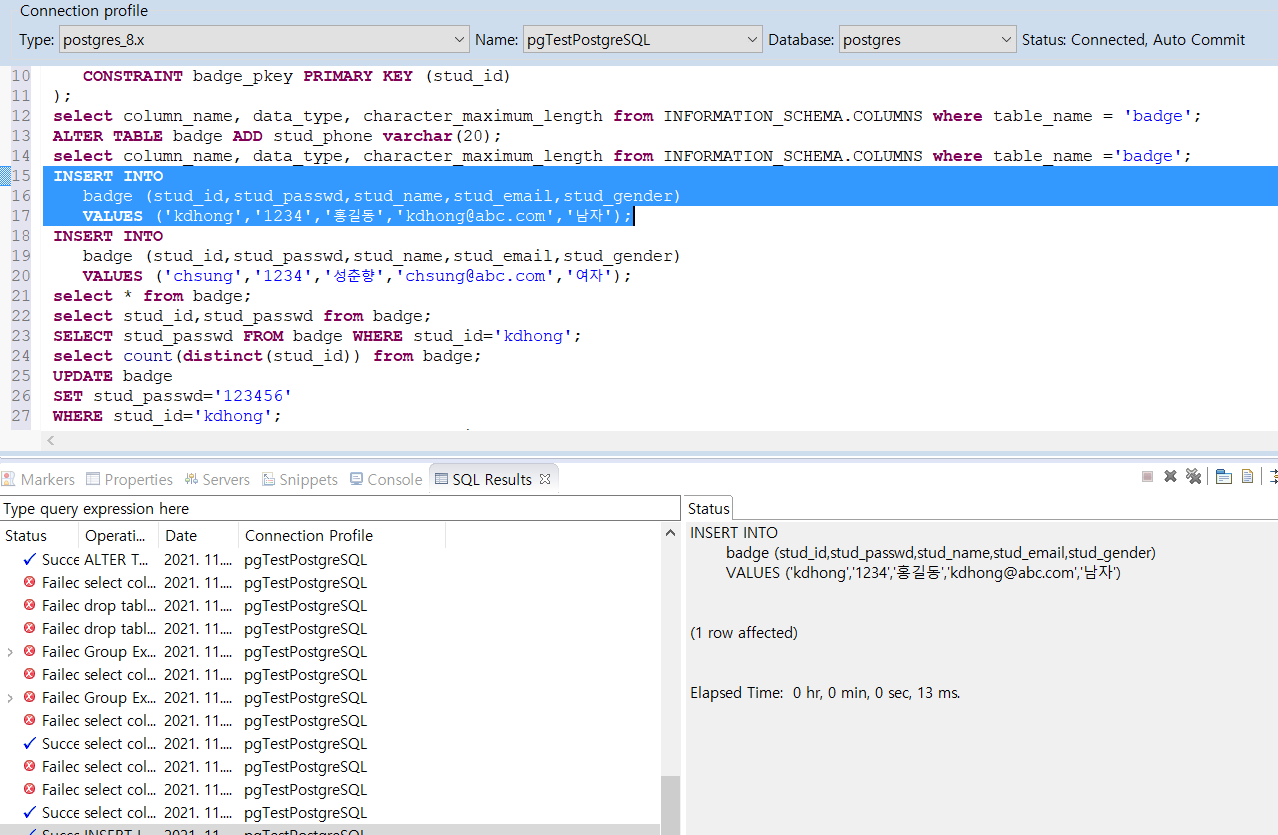 Connection profile
Type: postgres_8.x Name: pgTestPostgreSQL Database: postgres Status: Connected, Auto Commit
10 CONSTRAINT badge_pkey PRIMARY KEY (stud_id)
11 );
12 select column_name, data_type, character_maximum_length from INFORMATION_SCHEMA.COLUMNS where table_name = 'badge';
13 ALTER TABLE badge ADD stud_phone varchar(20);
14 select column_name, data_type, character_maximum_length from INFORMATION_SCHEMA.COLUMNS where table_name ='badge';
15 INSERT INTO
16 badge (stud_id,stud_passwd,stud_name,stud_email,stud_gender)
17 VALUES ('kdhong','1234','홍길동','kdhong@abc.com','남자');
18 INSERT INTO
19 badge (stud_id,stud_passwd,stud_name,stud_email,stud_gender)
20 VALUES ('chsung','1234','성춘향','chsung@abc.com','여자');
21 select * from badge;
22 select stud_id,stud_passwd from badge;
23 SELECT stud_passwd FROM badge WHERE stud_id='kdhong';
24 select count(distinct(stud_id)) from badge;
25 UPDATE badge
26 SET stud_passwd='123456'
27 WHERE stud_id='kdhong';
Markers Properties Servers Snippets Console SQL Results
Type query expression here
Status Operati... Date Connection Profile
Succe ALTER T... 2021. 11.... pgTestPostgreSQL
Failed select col... 2021. 11.... pgTestPostgreSQL
Failed drop tabl... 2021. 11.... pgTestPostgreSQL
Failed drop tabl... 2021. 11.... pgTestPostgreSQL
Failed Group Ex... 2021. 11.... pgTestPostgreSQL
Failed select col... 2021. 11.... pgTestPostgreSQL
Failed Group Ex... 2021. 11.... pgTestPostgreSQL
Failed select col... 2021. 11.... pgTestPostgreSQL
Succe select col... 2021. 11.... pgTestPostgreSQL
Failed select col... 2021. 11.... pgTestPostgreSQL
Failed select col... 2021. 11.... pgTestPostgreSQL
Succe select col... 2021. 11.... pgTestPostgreSQL
Succe INSERT I... 2021. 11.... pgTestPostgreSQL
Status
INSERT INTO
badge (stud_id,stud_passwd,stud_name,stud_email,stud_gender)
VALUES ('kdhong','1234','홍길동','kdhong@abc.com','남자')
(1 row affected)
Elapsed Time: 0 hr, 0 min, 0 sec, 13 ms.